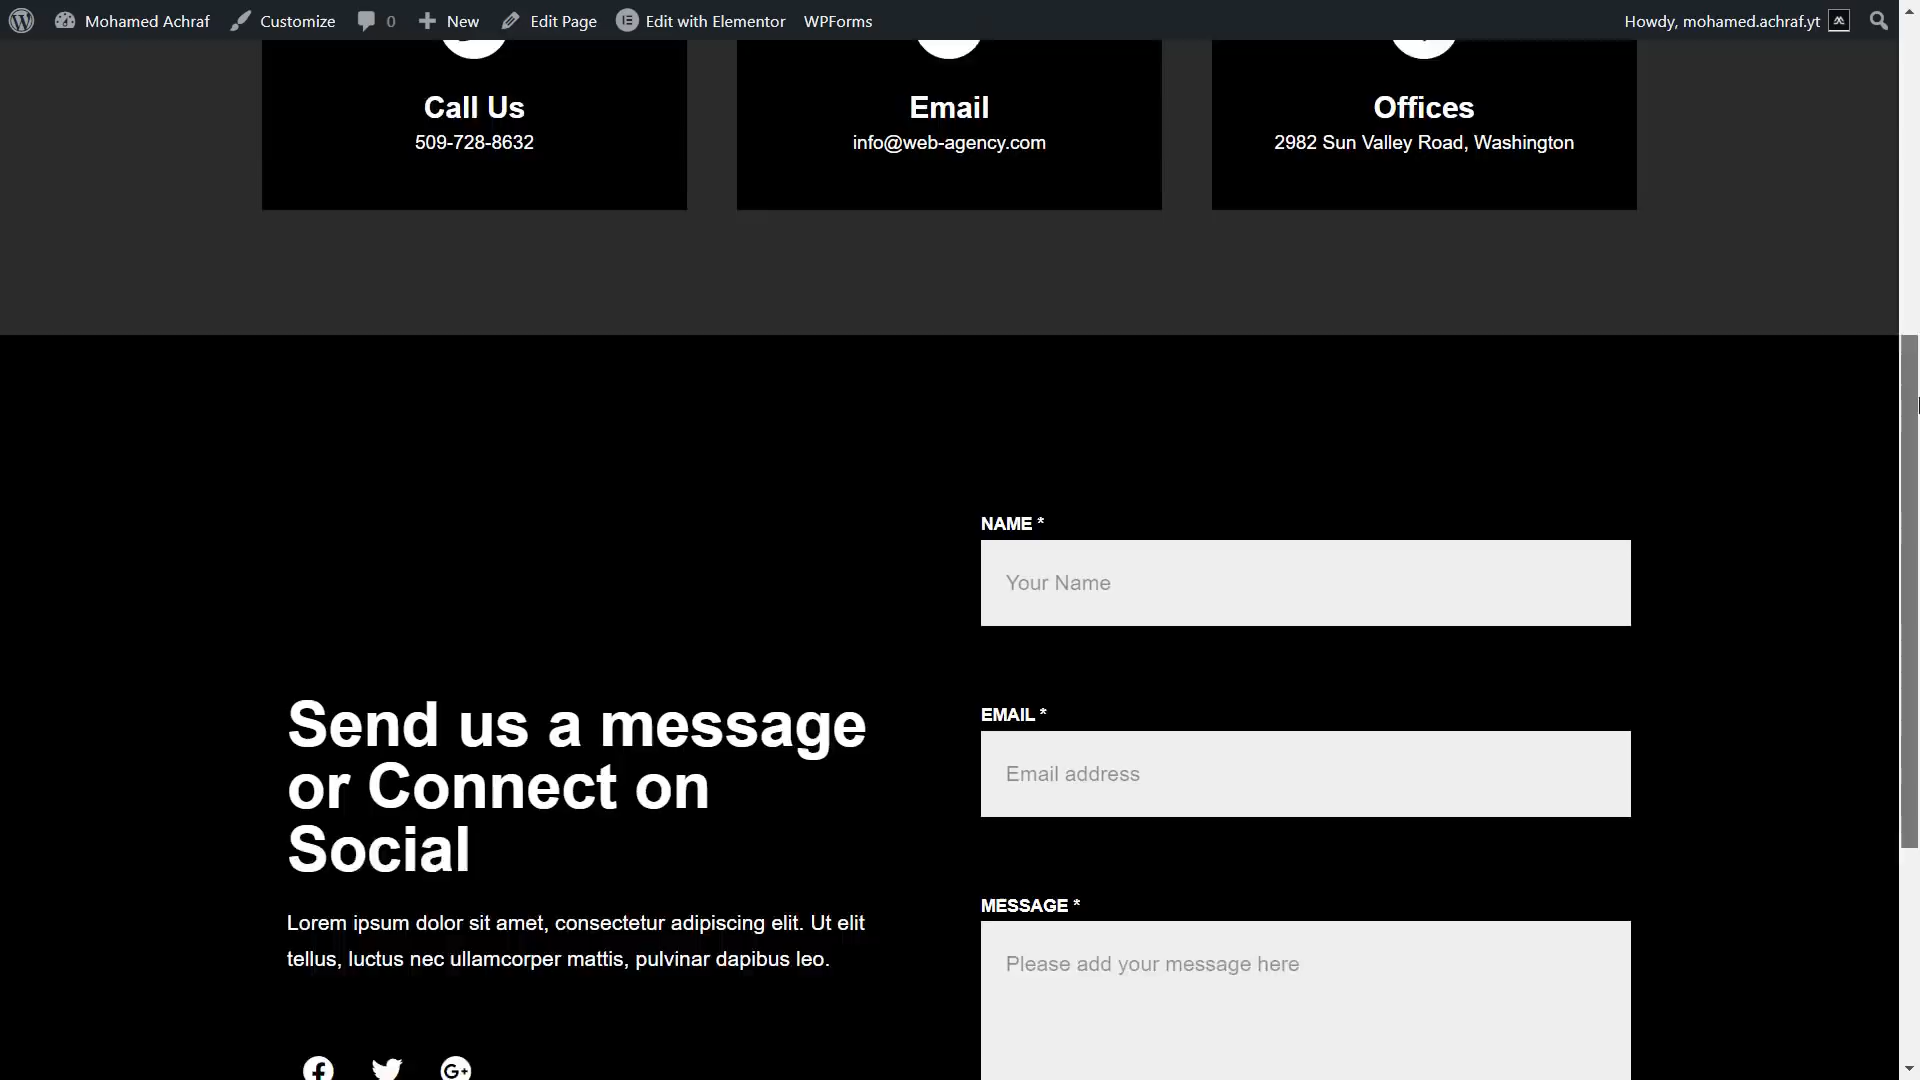 Mohamed Achraf Customize 0 New Edit Page Edit with Elementor WPForms Howdy, mohamed.achraf.yt
Call Us
509-728-8632
Email
info@web-agency.com
Offices
2982 Sun Valley Road, Washington
Send us a message
or Connect on
Social
Lorem ipsum dolor sit amet, consectetur adipiscing elit. Ut elit
tellus, luctus nec ullamcorper mattis, pulvinar dapibus leo.
NAME *
Your Name
EMAIL *
Email address
MESSAGE *
Please add your message here